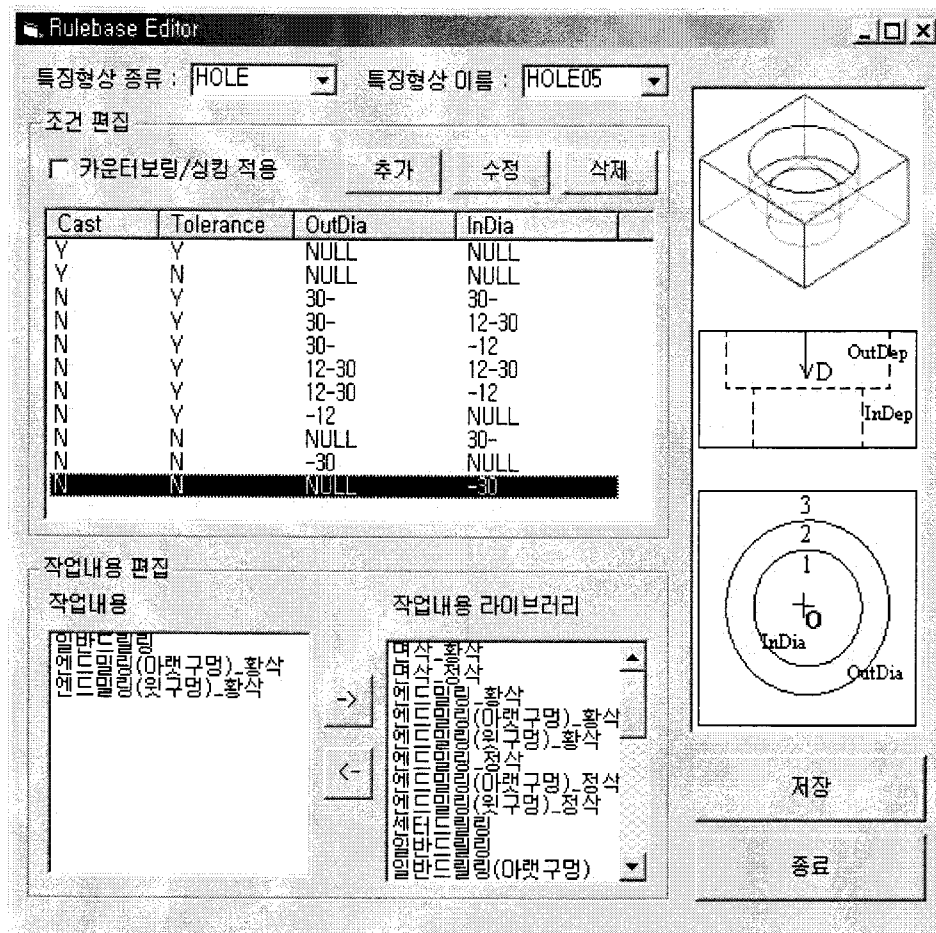 Rulebase Editor
특징형상 종류 : HOLE 특징형상 이름 : HOLE05
조건 편집
카운터보링/싱킹 적용 추가 수정 삭제
Cast Tolerance OutDia InDia
Y Y NULL NULL
Y N NULL NULL
N Y 30- 30-
N Y 30- 12-30
N Y 30- -12
N Y 12-30 12-30
N Y 12-30 -12
N Y -12 NULL
N N NULL 30-
N N -30 NULL
N N NULL -30
OutDep
D
InDep
3
2
1
O
InDia
OutDia
작업내용 편집
작업내용
일반드릴링
엔드밀링(아랫구멍)_황삭
엔드밀링(윗구멍)_황삭
->
<-
작업내용 라이브러리
면삭_황삭
면삭_정삭
엔드밀링_황삭
엔드밀링(아랫구멍)_황삭
엔드밀링(윗구멍)_황삭
엔드밀링_정삭
엔드밀링(아랫구멍)_정삭
엔드밀링(윗구멍)_정삭
센터드릴링
일반드릴링
일반드릴링(아랫구멍)
저장
종료